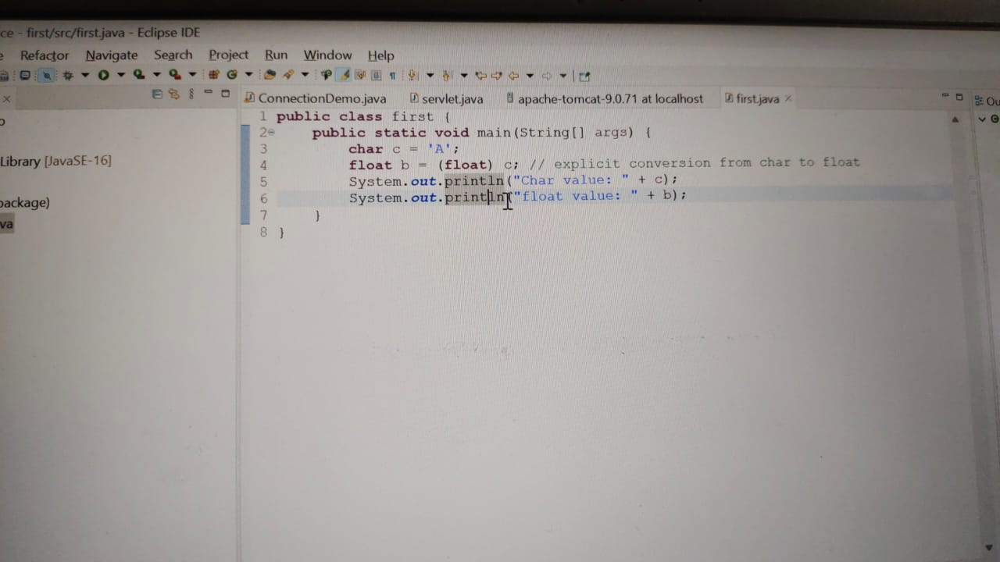 ce - first/src/first.java - Eclipse IDE
Refactor Navigate Search Project Run Window Help
ConnectionDemo.java servlet.java apache-tomcat-9.0.71 at localhost first.java Ou
Library [JavaSE-16]
package)
va
1 public class first {
2 public static void main(String[] args) {
3 char c = 'A';
4 float b = (float) c; // explicit conversion from char to float
5 System.out.println("Char value: " + c);
6 System.out.println("float value: " + b);
7 }
8 }